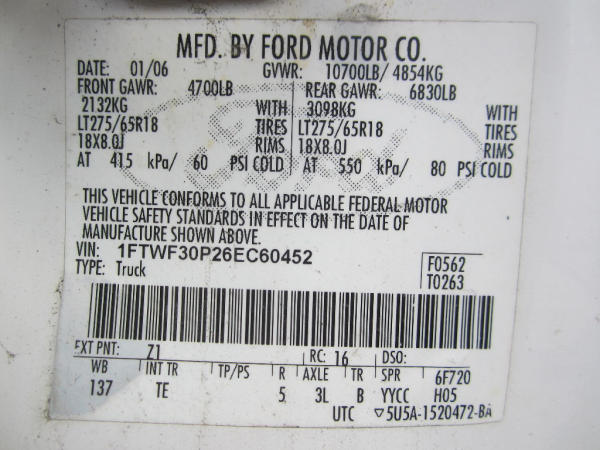 MFD. BY FORD MOTOR CO.
DATE: 01/06 GVWR: 10700LB/ 4854KG
FRONT GAWR: 4700LB REAR GAWR: 6830LB
2132KG WITH 3098KG WITH
LT275/65R18 TIRES LT275/65R18 TIRES
18X8.0J RIMS 18X8.0J RIMS
AT 415 kPa/ 60 PSI COLD AT 550 kPa/ 80 PSI COLD
THIS VEHICLE CONFORMS TO ALL APPLICABLE FEDERAL MOTOR
VEHICLE SAFETY STANDARDS IN EFFECT ON THE DATE OF
MANUFACTURE SHOWN ABOVE.
VIN: 1FTWF30P26EC60452 F0562
TYPE: Truck T0263
EXT PNT: Z1 RC: 16 DSO:
WB INT TR TP/PS R AXLE TR SPR 6F720
137 TE 5 3L B YYCC H05
UTC ▽5U5A-1520472-BA
Ford